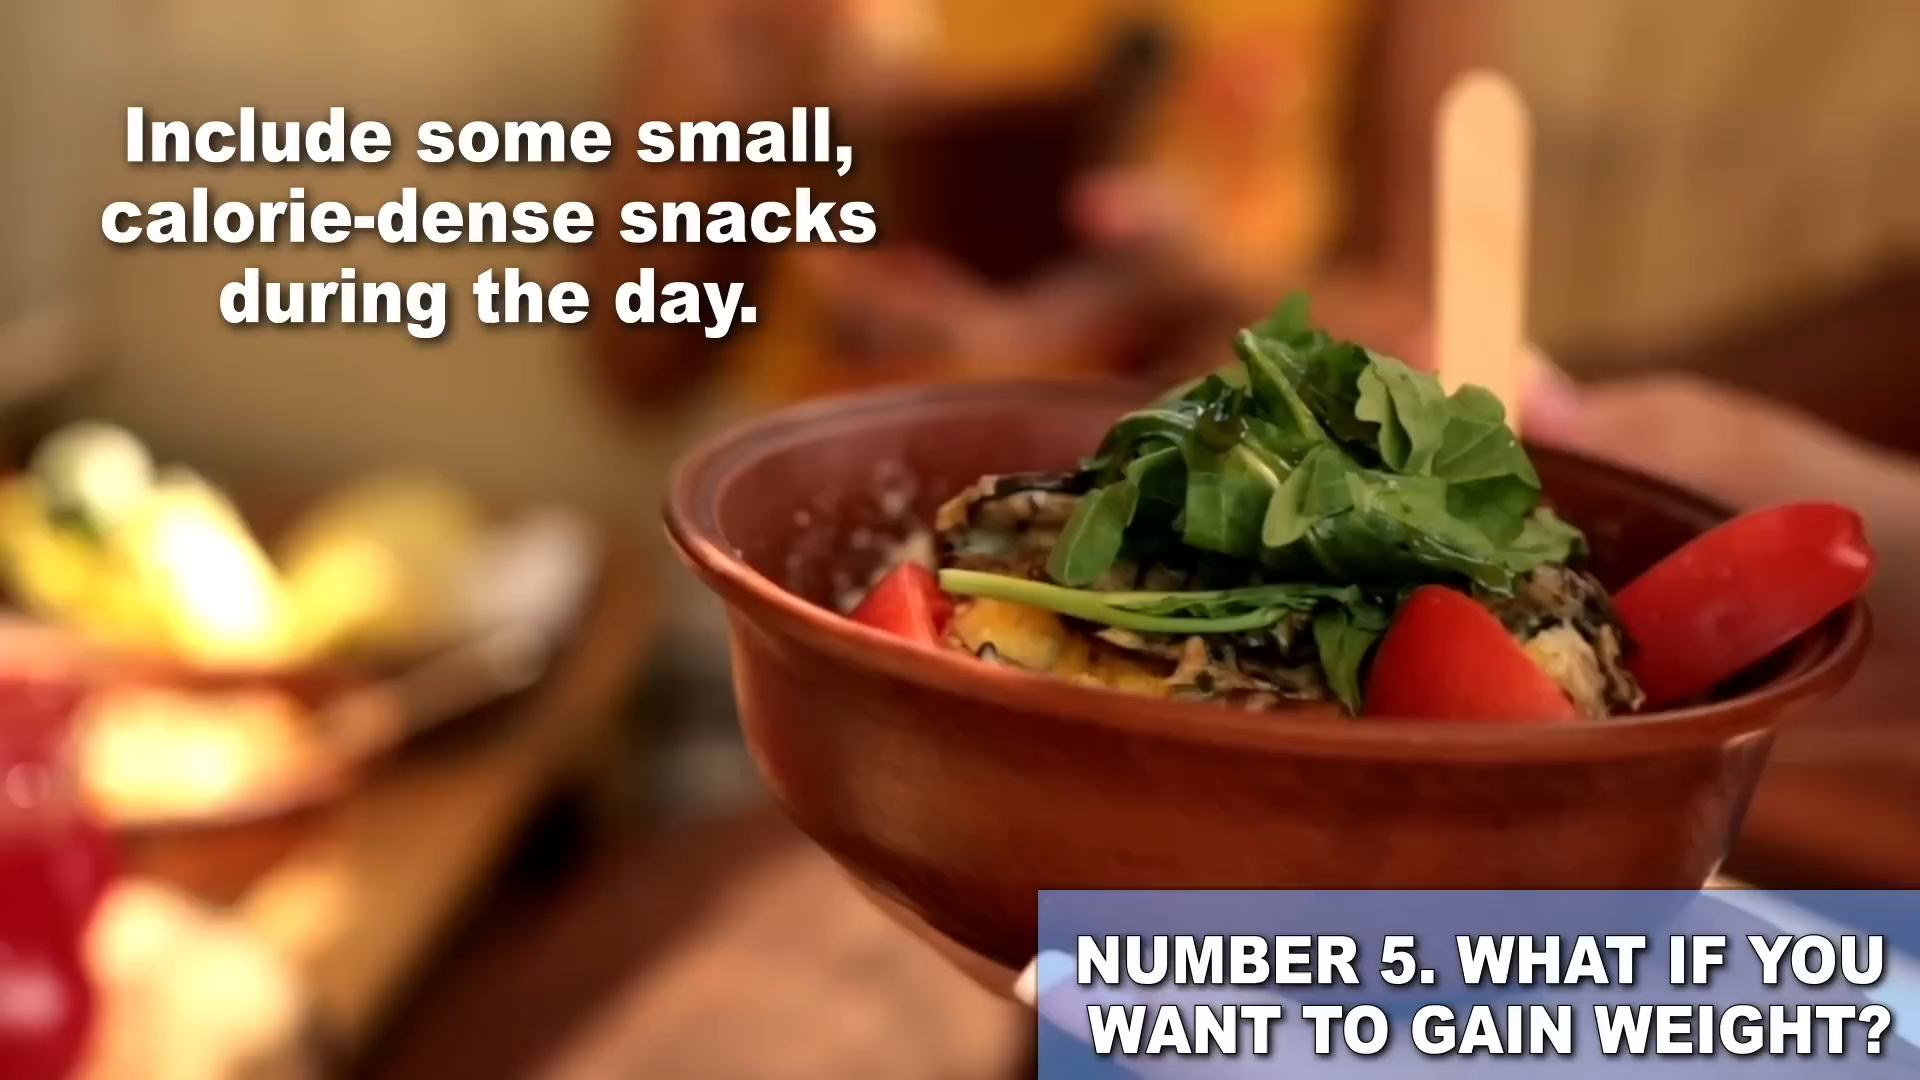 Include some small,
calorie-dense snacks
during the day.
NUMBER 5. WHAT IF YOU
WANT TO GAIN WEIGHT?